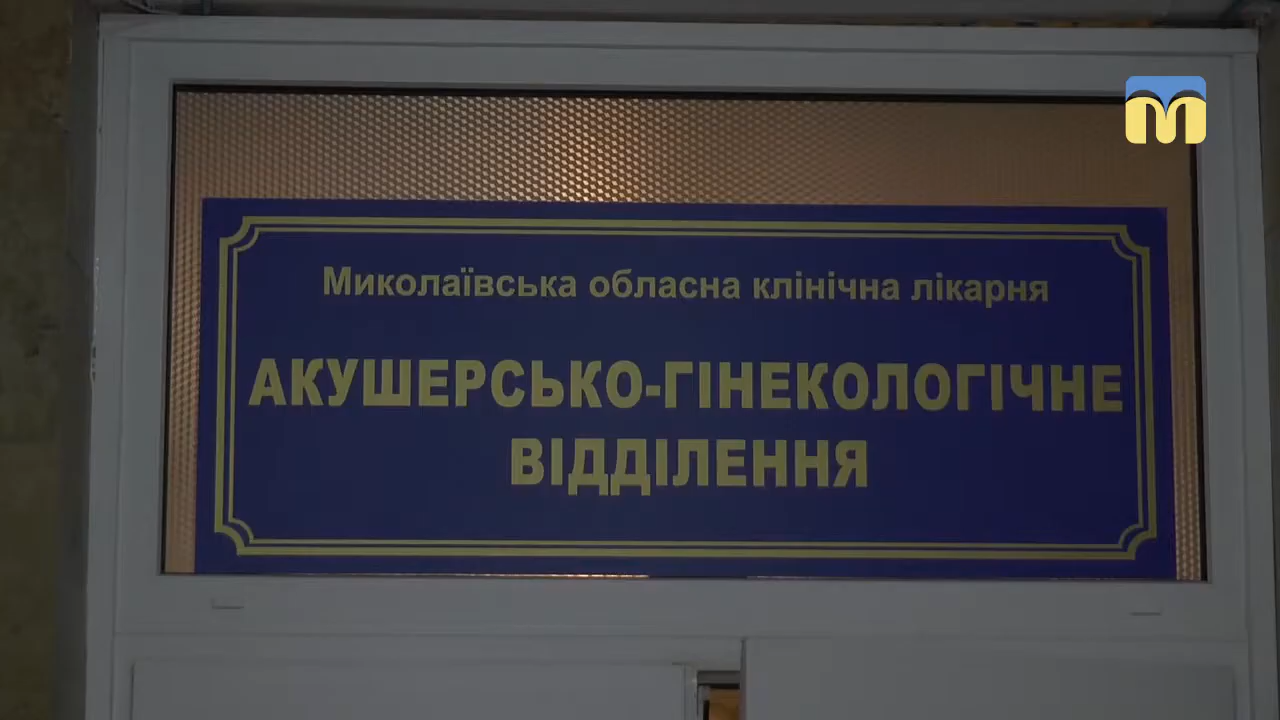 Миколаївська обласна клінічна лікарня
АКУШЕРСЬКО-ГІНЕКОЛОГІЧНЕ
ВІДДІЛЕННЯ